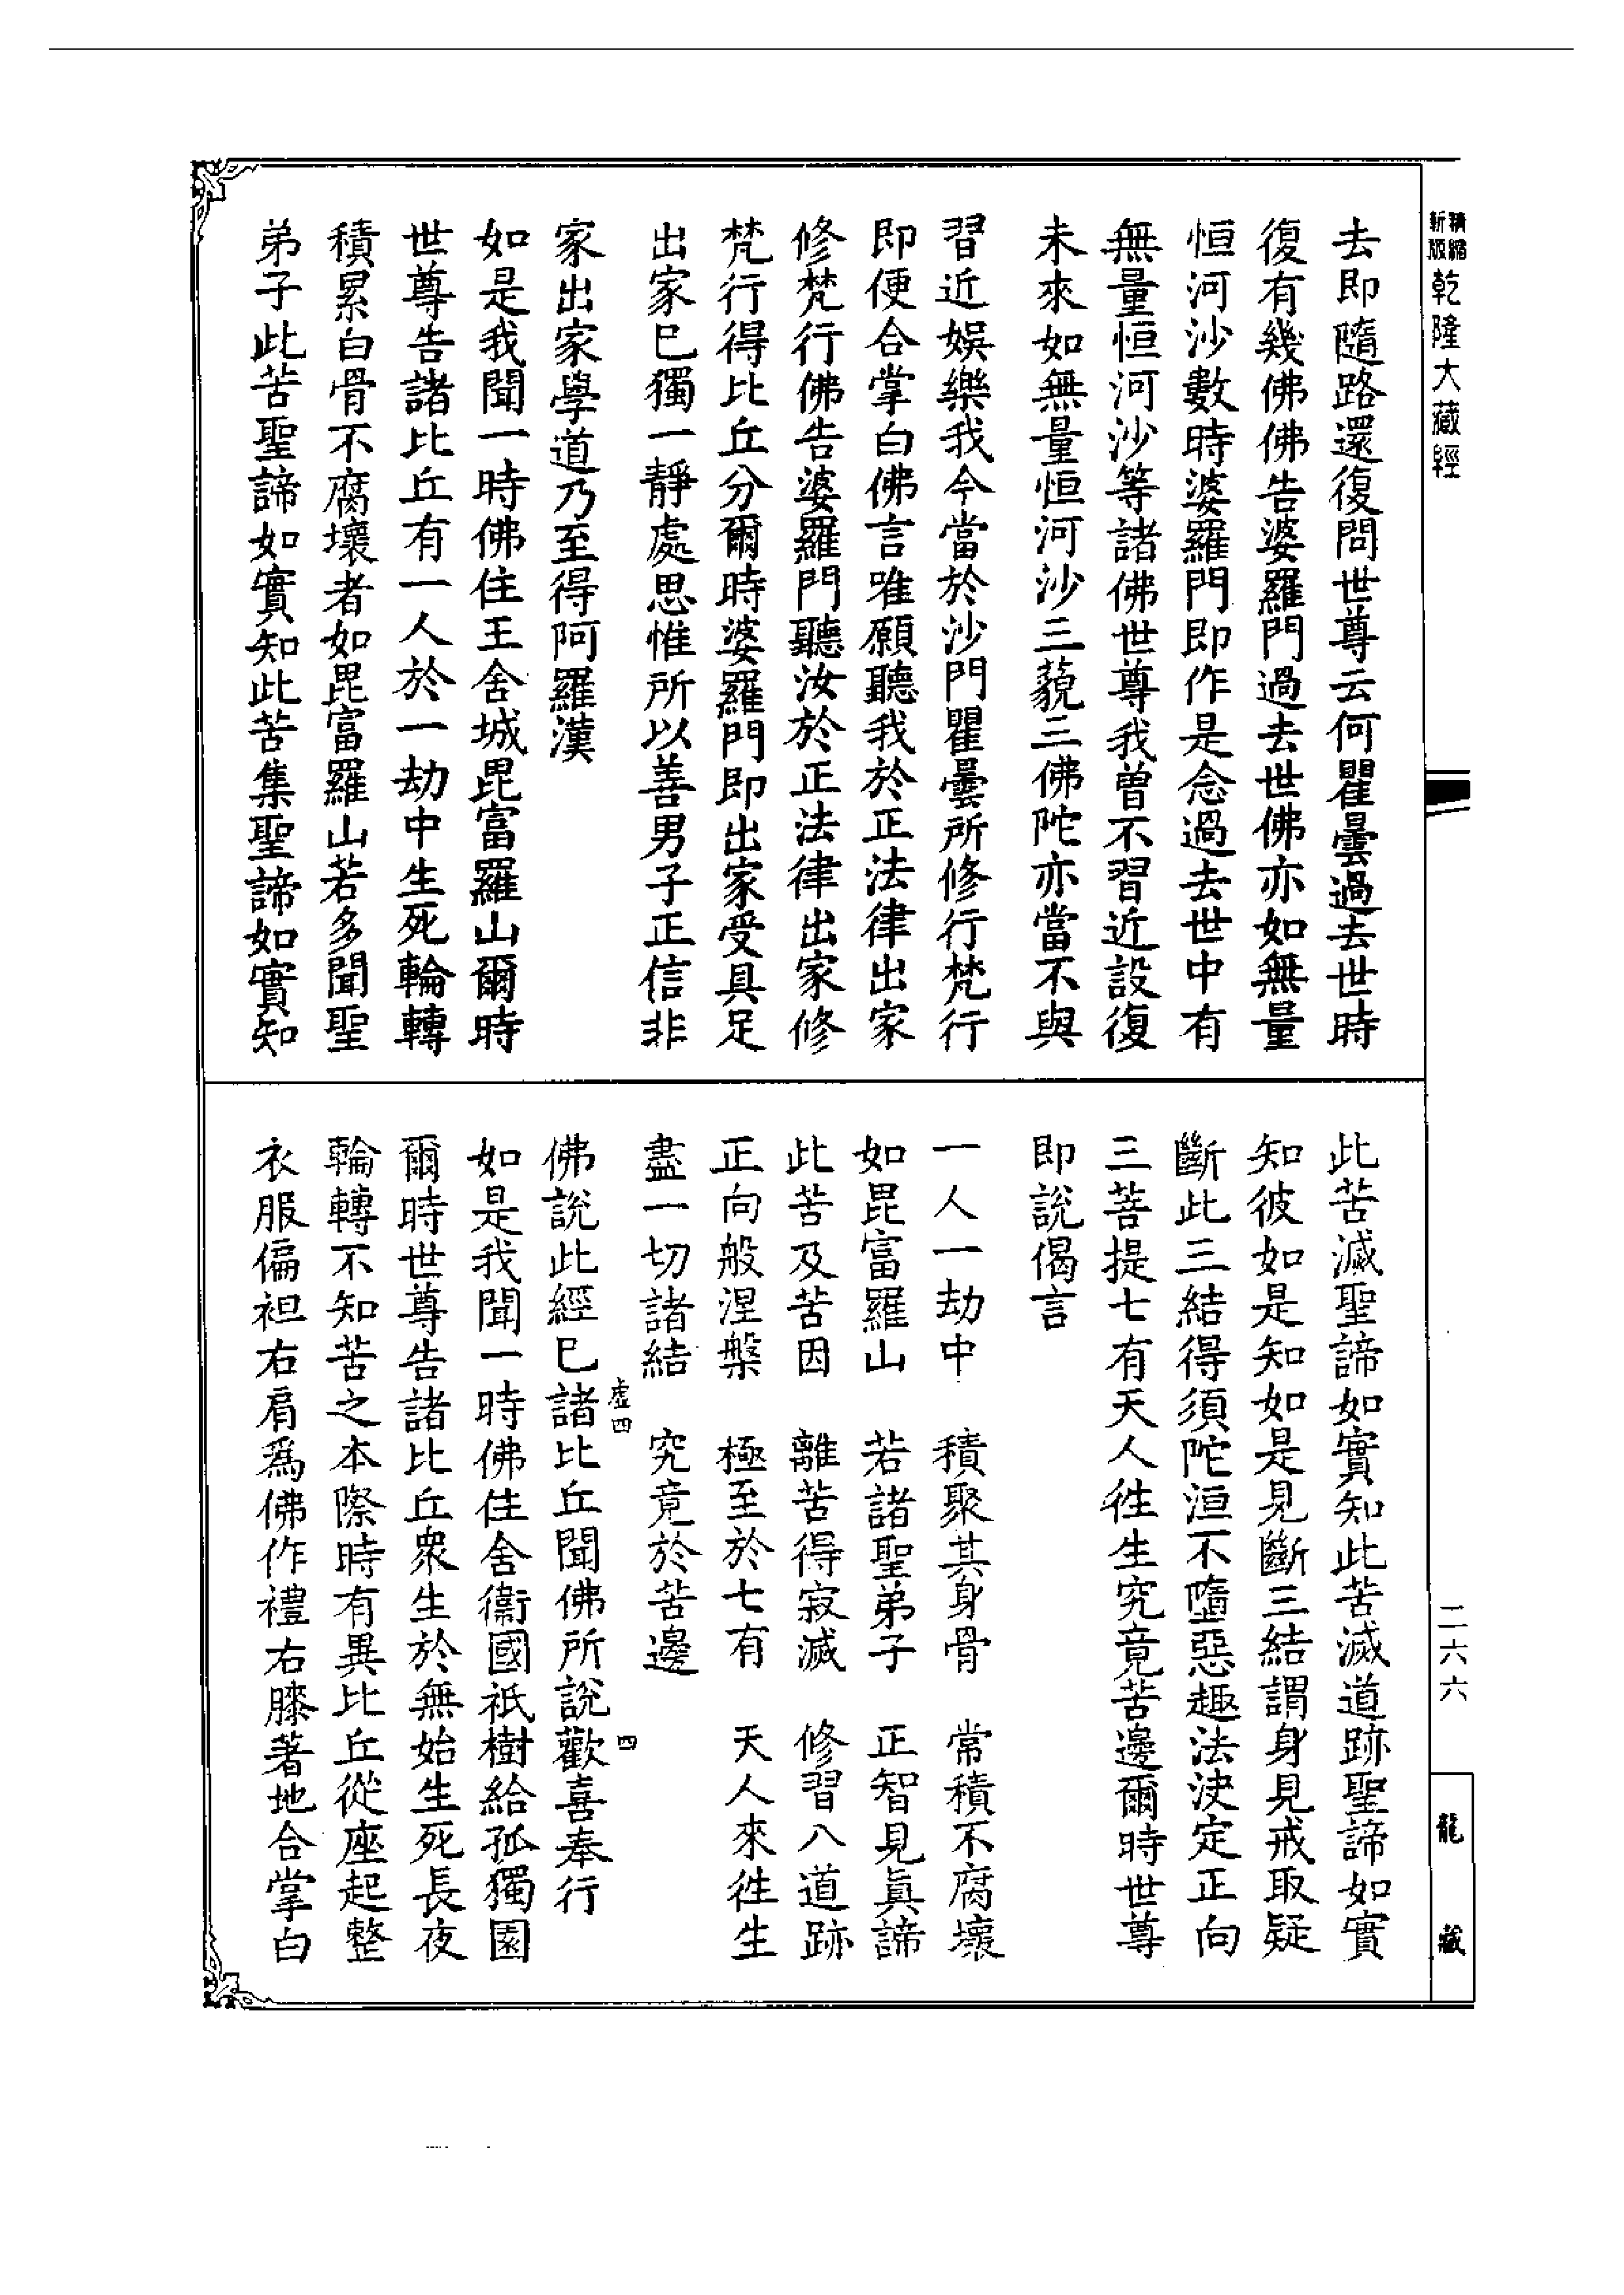 精縮新版乾隆大藏經
去即隨路還復問世尊云何瞿曇過去世時
復有幾佛佛告婆羅門過去世佛亦如無量
恒河沙數時婆羅門即作是念過去世中有
無量恒河沙等諸佛世尊我曾不習近設復
未來如無量恒河沙三藐三佛陀亦當不與
習近娛樂我今當於沙門瞿曇所修行梵行
即便合掌白佛言唯願聽我於正法律出家
修梵行佛告婆羅門聽汝於正法律出家修
梵行得比丘分爾時婆羅門即出家受具足
出家已獨一靜處思惟所以善男子正信非
家出家學道乃至得阿羅漢
如是我聞一時佛住王舍城毘富羅山爾時
世尊告諸比丘有一人於一劫中生死輪轉
積累白骨不腐壞者如毘富羅山若多聞聖
弟子此苦聖諦如實知此苦集聖諦如實知
此苦滅聖諦如實知此苦滅道跡聖諦如實
知彼如是知如是見斷三結謂身見戒取疑
斷此三結得須陀洹不墮惡趣法決定正向
三菩提七有天人往生究竟苦邊爾時世尊
即說偈言
一人一劫中　積聚其身骨　常積不腐壞
如毘富羅山　若諸聖弟子　正智見真諦
此苦及苦因　離苦得寂滅　修習八道跡
正向般涅槃　極至於七有　天人來往生
盡一切諸結　究竟於苦邊
虛四
四
佛說此經已諸比丘聞佛所說歡喜奉行
如是我聞一時佛住舍衛國祇樹給孤獨園
爾時世尊告諸比丘眾生於無始生死長夜
輪轉不知苦之本際時有異比丘從座起整
衣服偏袒右肩為佛作禮右膝著地合掌白
二六六
龍藏